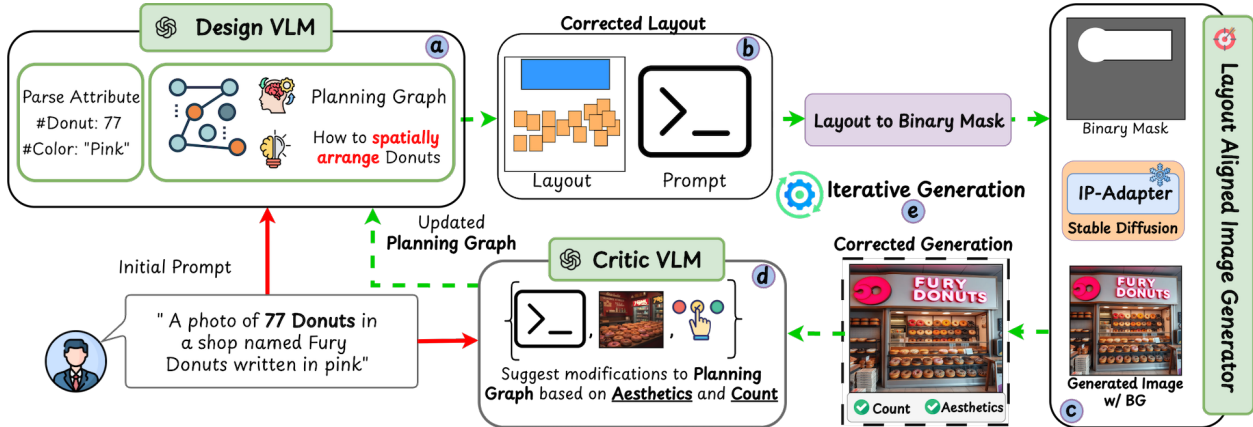 Design VLM
a
Parse Attribute
#Donut: 77
#Color: "Pink"
Planning Graph
How to spatially
arrange Donuts
Corrected Layout
b
Layout
Prompt
Layout to Binary Mask
Binary Mask
IP-Adapter
Stable Diffusion
FURY
DONUTS
Generated Image
w/ BG
c
Layout Aligned Image Generator
Iterative Generation
e
Corrected Generation
FURY
DONUTS
Count
Aesthetics
Updated
Planning Graph
Critic VLM
d
{ , , }
Suggest modifications to Planning
Graph based on Aesthetics and Count
Initial Prompt
" A photo of 77 Donuts in
a shop named Fury
Donuts written in pink"